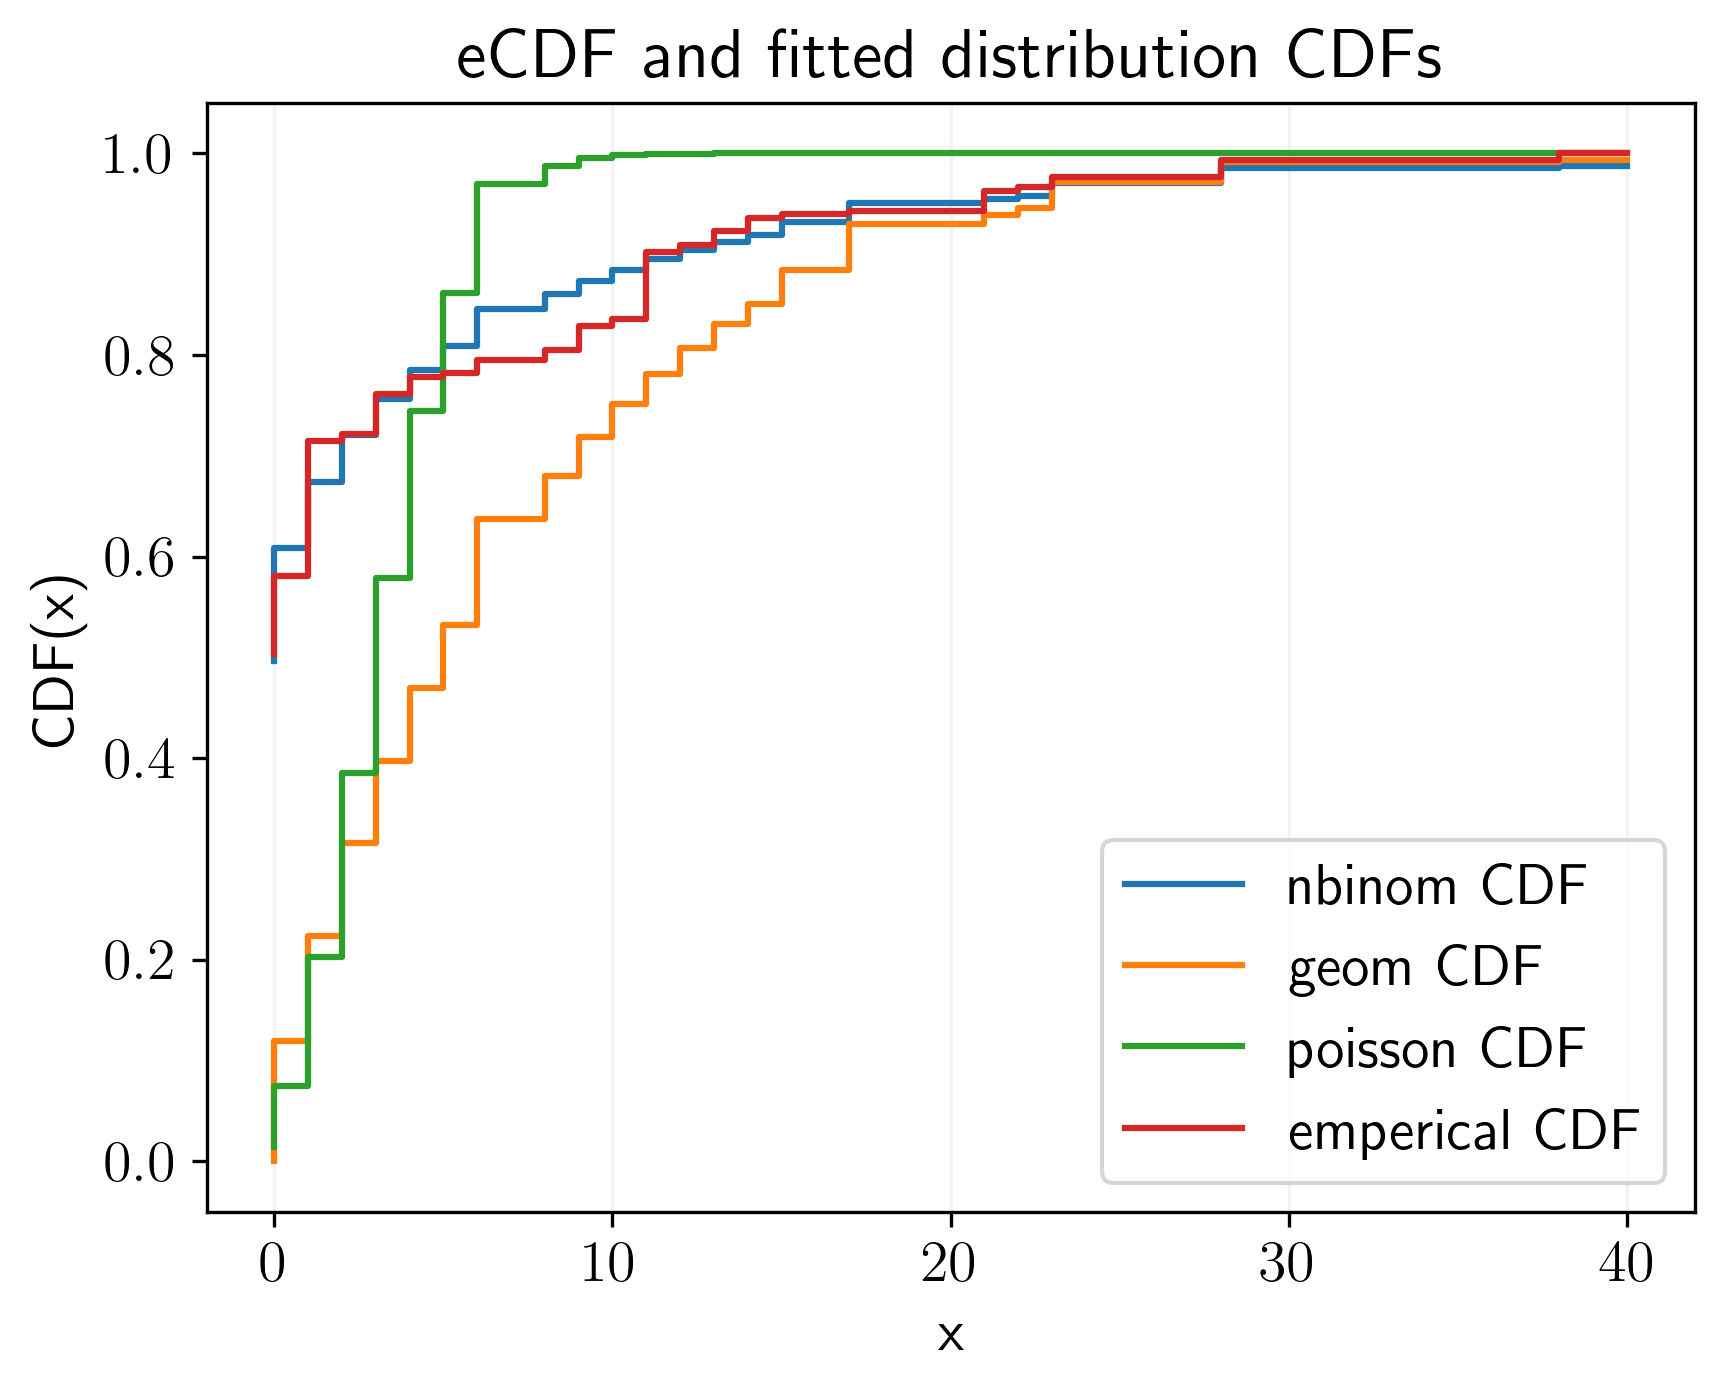 eCDF and fitted distribution CDFs
CDF(x)
1.0
0.8
0.6
0.4
0.2
0.0
0 10 20 30 40
x
nbinom CDF
geom CDF
poisson CDF
emperical CDF